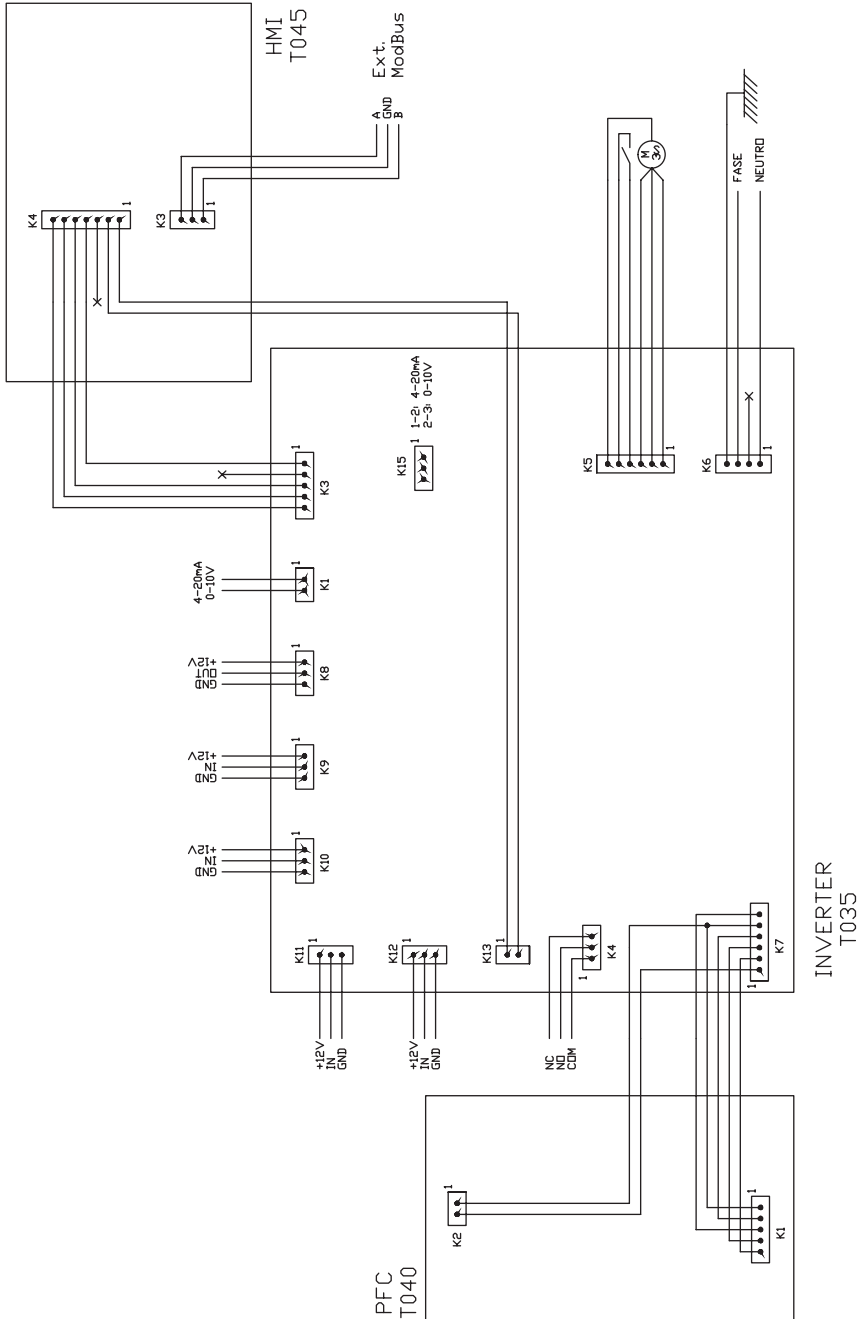 HMI
T045
Ext.
ModBus
A
GND
B
K4
1
K3
1
4-20mA
0-10V
+12V
OUT
GND
+12V
IN
GND
+12V
IN
GND
K3
1
K1
1
K8
1
K9
1
K10
1
K15
1
1-2: 4-20mA
2-3: 0-10V
K5
1
M
3∿
K6
1
FASE
NEUTRO
K11
1
+12V
IN
GND
K12
1
+12V
IN
GND
K13
1
K4
1
NC
NO
COM
K7
1
INVERTER
T035
K2
1
K1
1
PFC
T040